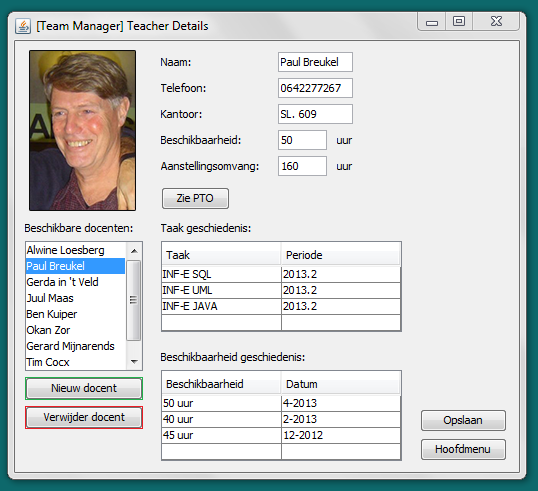 [Team Manager] Teacher Details
Naam: Paul Breukel
Telefoon: 0642277267
Kantoor: SL. 609
Beschikbaarheid: 50 uur
Aanstellingsomvang: 160 uur
Zie PTO
Beschikbare docenten:
Alwine Loesberg
Paul Breukel
Gerda in 't Veld
Juul Maas
Ben Kuiper
Okan Zor
Gerard Mijnarends
Tim Cocx
Nieuw docent
Verwijder docent
Taak geschiedenis:
Taak Periode
INF-E SQL 2013.2
INF-E UML 2013.2
INF-E JAVA 2013.2
Beschikbaarheid geschiedenis:
Beschikbaarheid Datum
50 uur 4-2013
40 uur 2-2013
45 uur 12-2012
Opslaan
Hoofdmenu